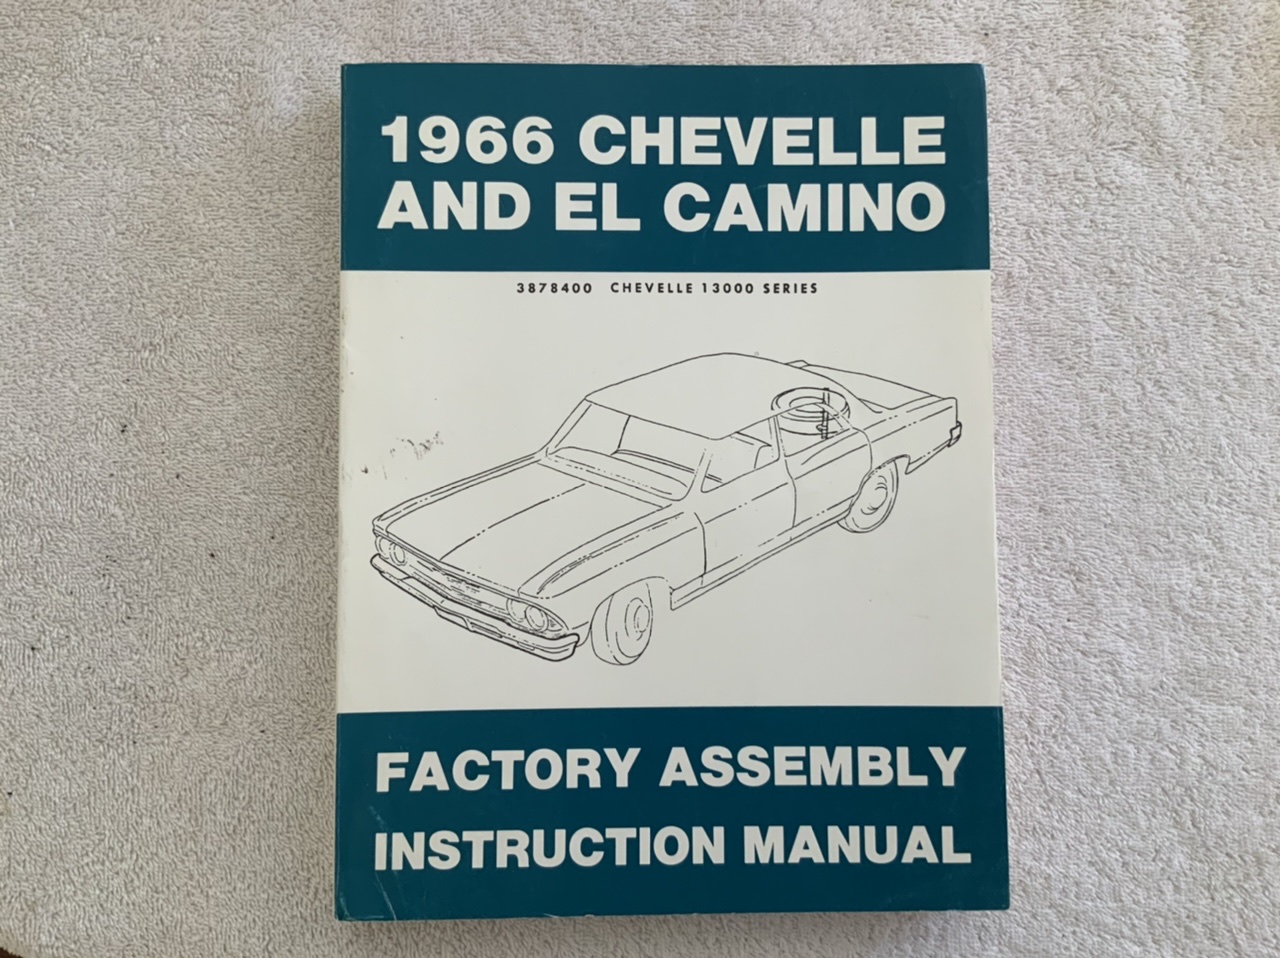 1966 CHEVELLE
AND EL CAMINO
3878400 CHEVELLE 13000 SERIES
FACTORY ASSEMBLY
INSTRUCTION MANUAL